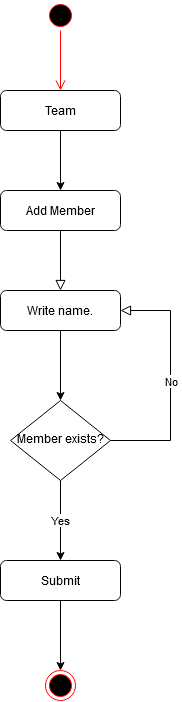 Team
Add Member
Write name.
Member exists?
No
Yes
Submit